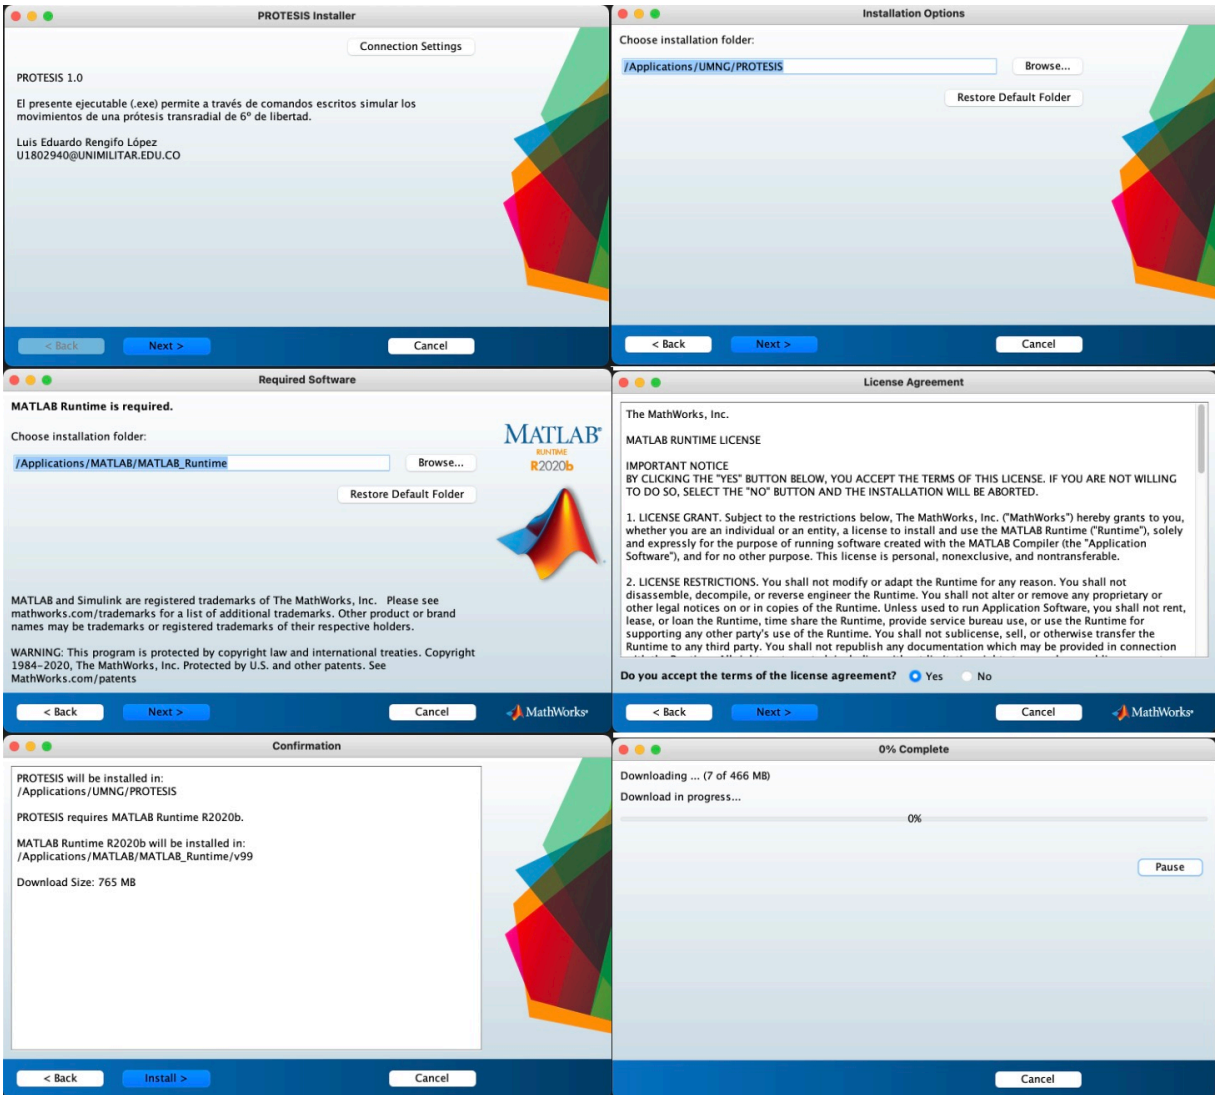 PROTESIS Installer
Connection Settings
PROTESIS 1.0
El presente ejecutable (.exe) permite a través de comandos escritos simular los
movimientos de una prótesis transradial de 6º de libertad.
Luis Eduardo Rengifo López
U1802940@UNIMILITAR.EDU.CO
< Back
Next >
Cancel
Installation Options
Choose installation folder:
/Applications/UMNG/PROTESIS
Browse...
Restore Default Folder
< Back
Next >
Cancel
Required Software
MATLAB Runtime is required.
Choose installation folder:
/Applications/MATLAB/MATLAB_Runtime
Browse...
Restore Default Folder
MATLAB®
RUNTIME
R2020b
MATLAB and Simulink are registered trademarks of The MathWorks, Inc. Please see
mathworks.com/trademarks for a list of additional trademarks. Other product or brand
names may be trademarks or registered trademarks of their respective holders.
WARNING: This program is protected by copyright law and international treaties. Copyright
1984–2020, The MathWorks, Inc. Protected by U.S. and other patents. See
MathWorks.com/patents
< Back
Next >
Cancel
MathWorks®
License Agreement
The MathWorks, Inc.
MATLAB RUNTIME LICENSE
IMPORTANT NOTICE
BY CLICKING THE "YES" BUTTON BELOW, YOU ACCEPT THE TERMS OF THIS LICENSE. IF YOU ARE NOT WILLING
TO DO SO, SELECT THE "NO" BUTTON AND THE INSTALLATION WILL BE ABORTED.
1. LICENSE GRANT. Subject to the restrictions below, The MathWorks, Inc. ("MathWorks") hereby grants to you,
whether you are an individual or an entity, a license to install and use the MATLAB Runtime ("Runtime"), solely
and expressly for the purpose of running software created with the MATLAB Compiler (the "Application
Software"), and for no other purpose. This license is personal, nonexclusive, and nontransferable.
2. LICENSE RESTRICTIONS. You shall not modify or adapt the Runtime for any reason. You shall not
disassemble, decompile, or reverse engineer the Runtime. You shall not alter or remove any proprietary or
other legal notices on or in copies of the Runtime. Unless used to run Application Software, you shall not rent,
lease, or loan the Runtime, time share the Runtime, provide service bureau use, or use the Runtime for
supporting any other party's use of the Runtime. You shall not sublicense, sell, or otherwise transfer the
Runtime to any third party. You shall not republish any documentation which may be provided in connection
Do you accept the terms of the license agreement?
Yes
No
< Back
Next >
Cancel
MathWorks®
Confirmation
PROTESIS will be installed in:
/Applications/UMNG/PROTESIS
PROTESIS requires MATLAB Runtime R2020b.
MATLAB Runtime R2020b will be installed in:
/Applications/MATLAB/MATLAB_Runtime/v99
Download Size: 765 MB
< Back
Install >
Cancel
0% Complete
Downloading ... (7 of 466 MB)
Download in progress...
0%
Pause
Cancel